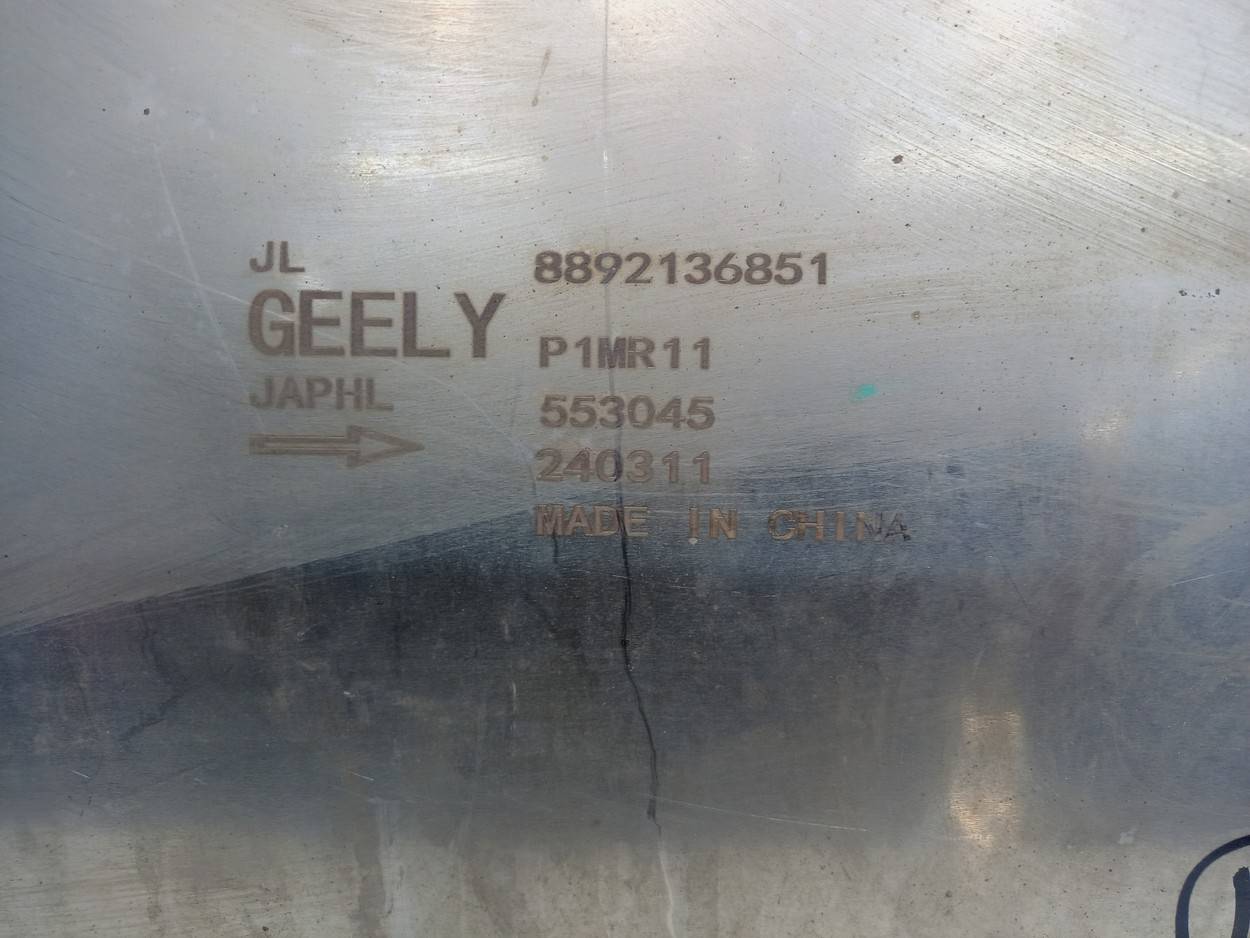 JL
GEELY
JAPHL
8892136851
P1MR11
553045
240311
MADE IN CHINA